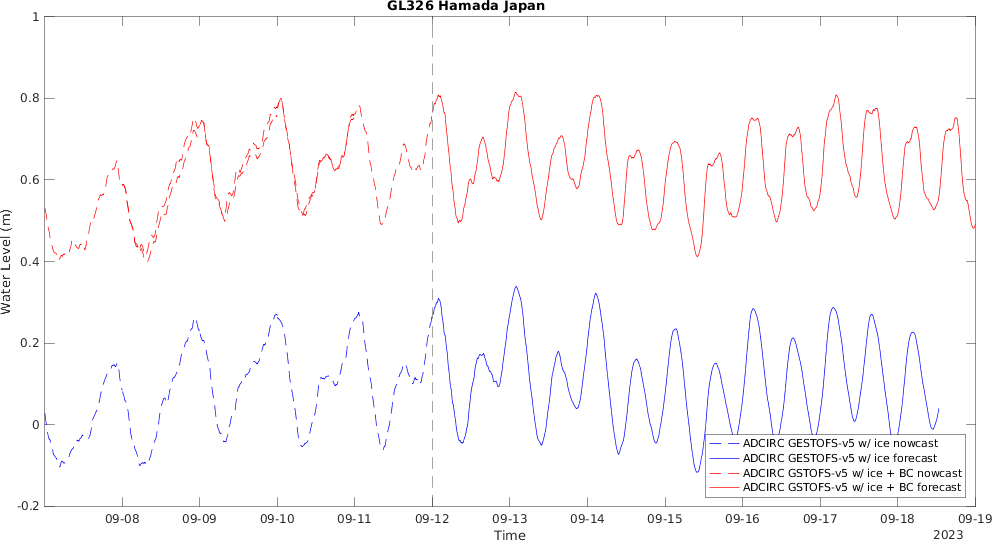 GL326 Hamada Japan
1
0.8
0.6
0.4
0.2
0
-0.2
Water Level (m)
09-08 09-09 09-10 09-11 09-12 09-13 09-14 09-15 09-16 09-17 09-18 09-19
Time
2023
ADCIRC GESTOFS-v5 w/ ice nowcast
ADCIRC GESTOFS-v5 w/ ice forecast
ADCIRC GSTOFS-v5 w/ ice + BC nowcast
ADCIRC GSTOFS-v5 w/ ice + BC forecast